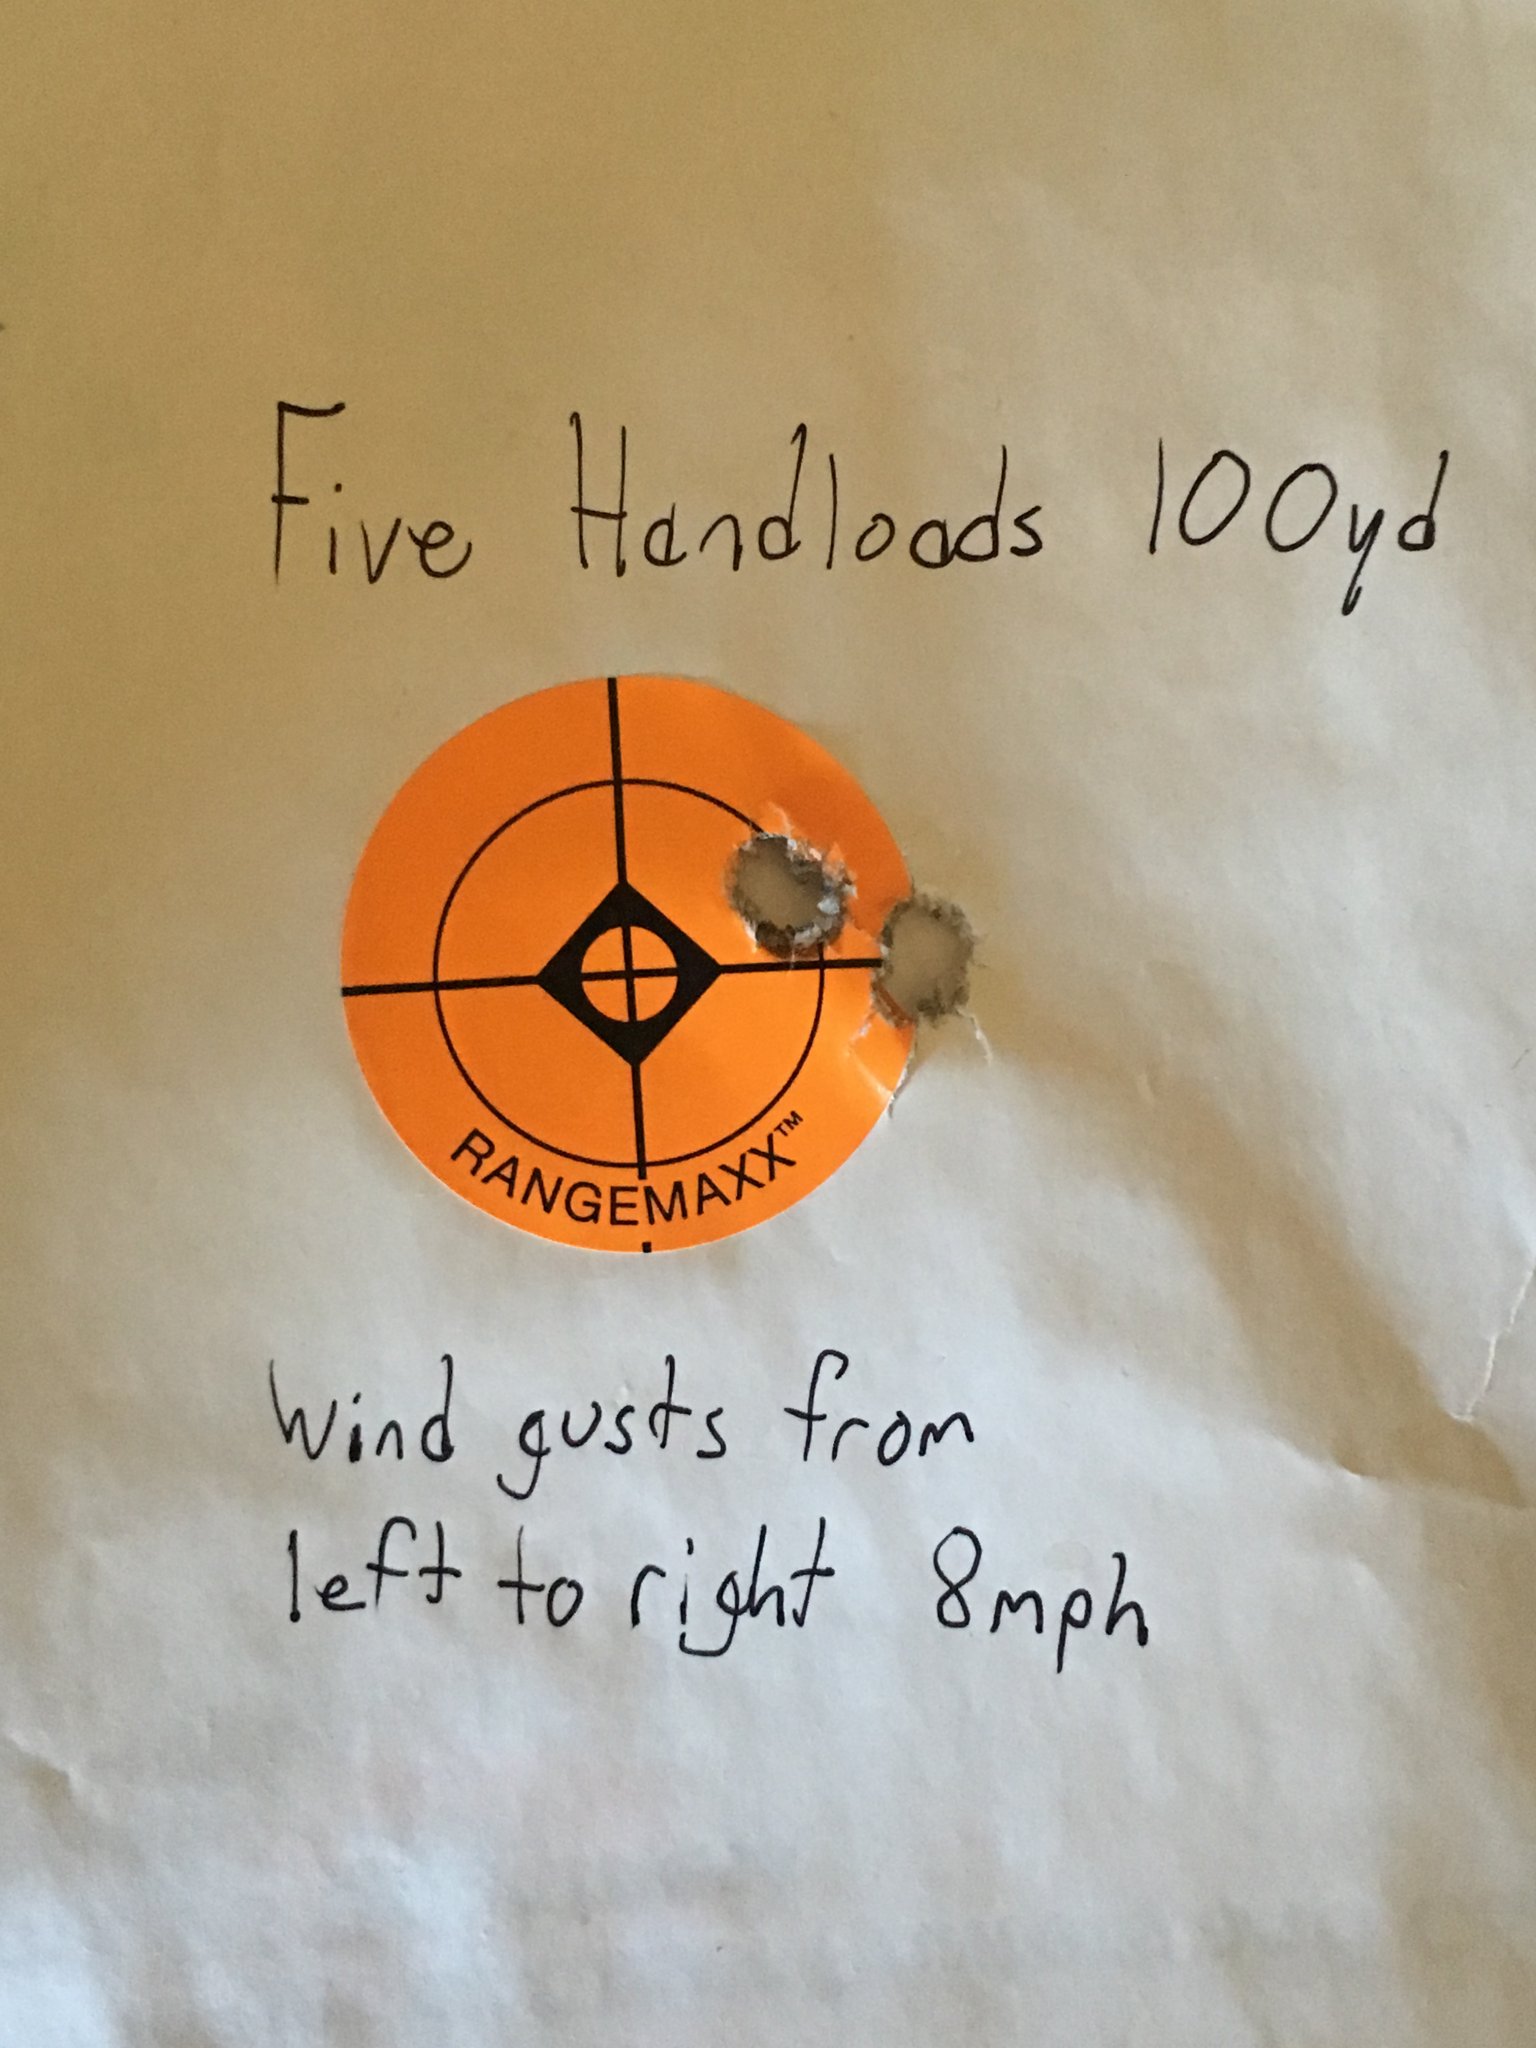 Five Handloads 100yd
RANGEMAXX™
Wind gusts from
left to right 8mph